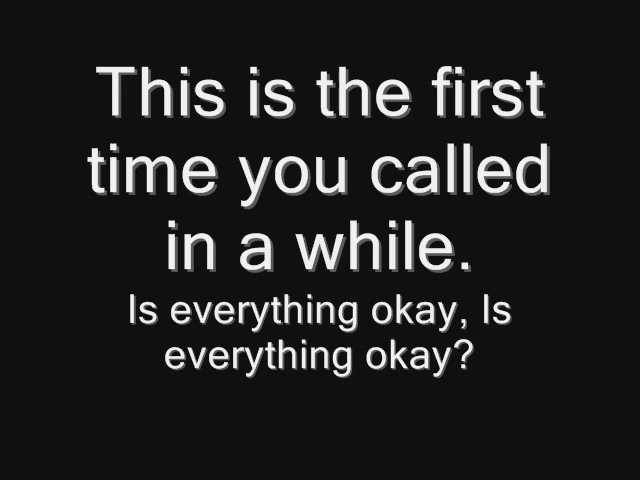 This is the first
time you called
in a while.
Is everything okay, Is
everything okay?